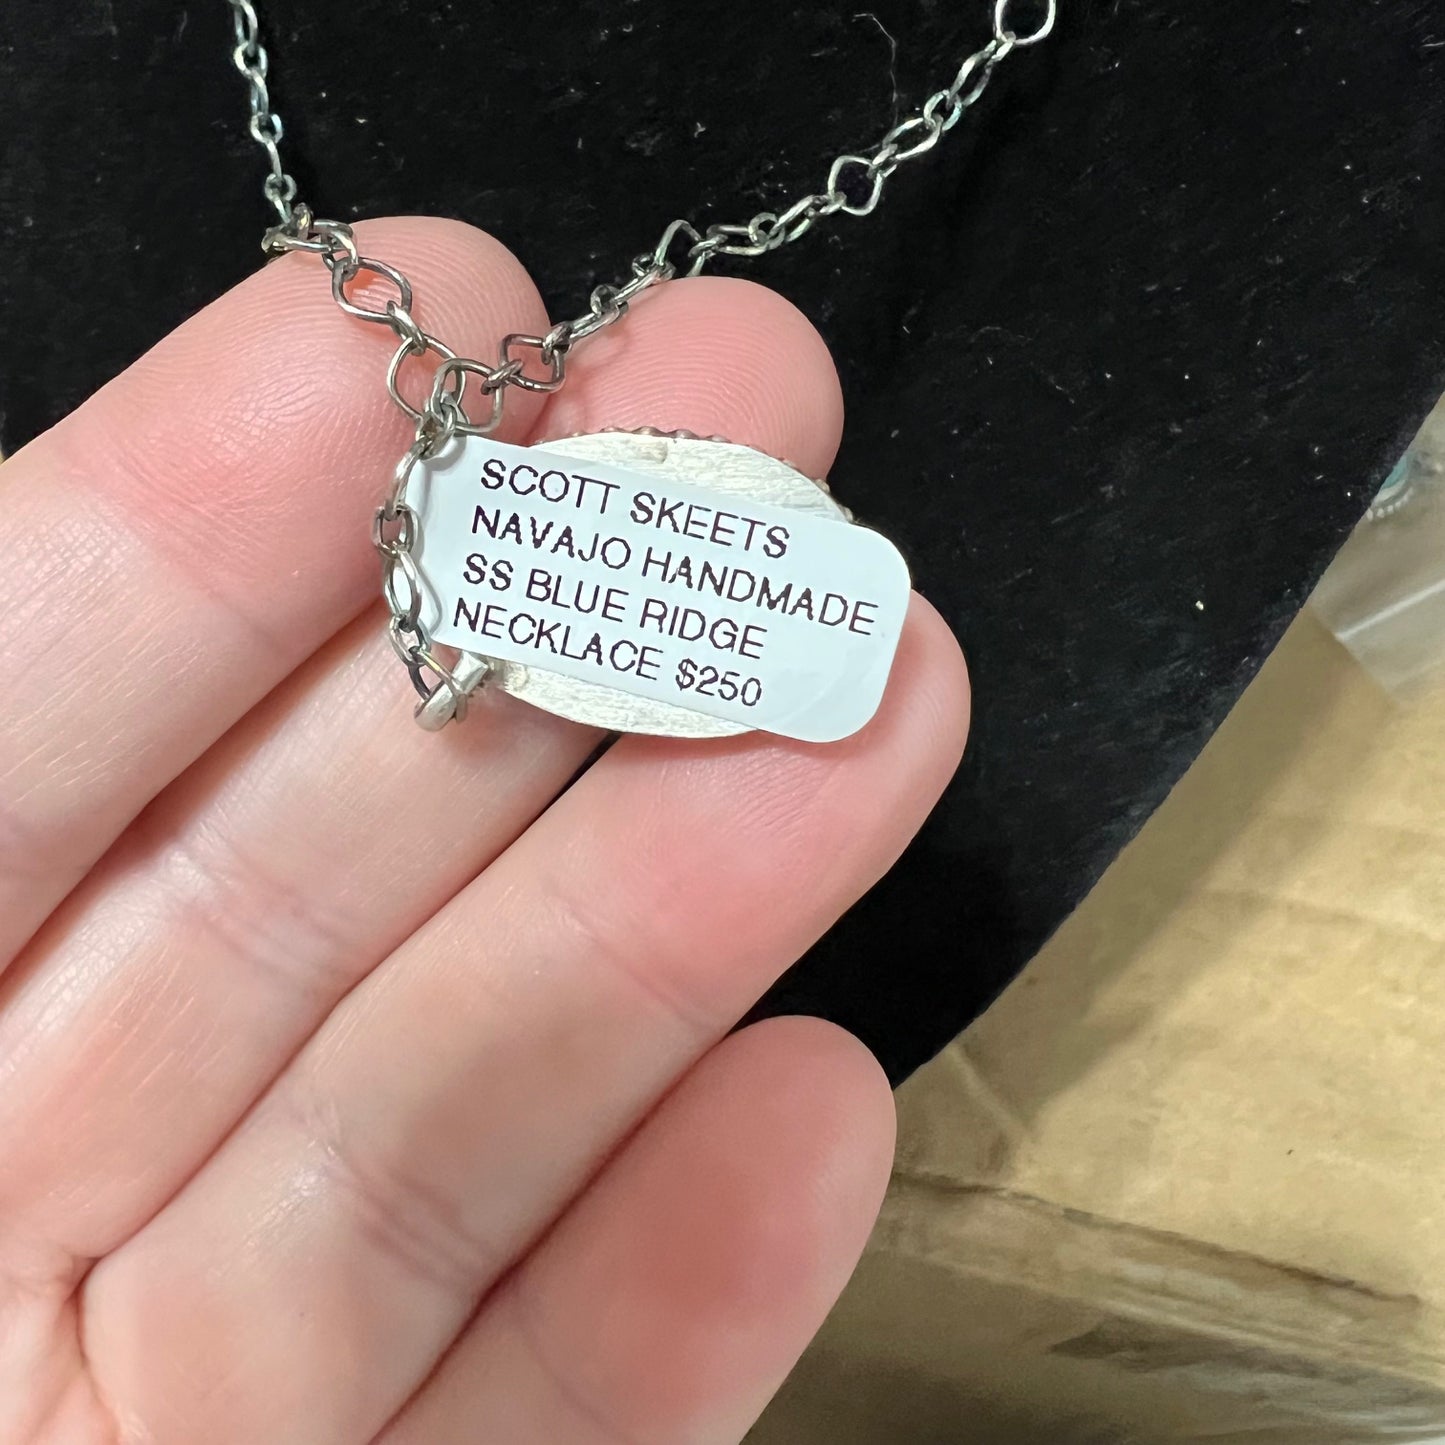 SCOTT SKEETS
NAVAJO HANDMADE
SS BLUE RIDGE
NECKLACE $250